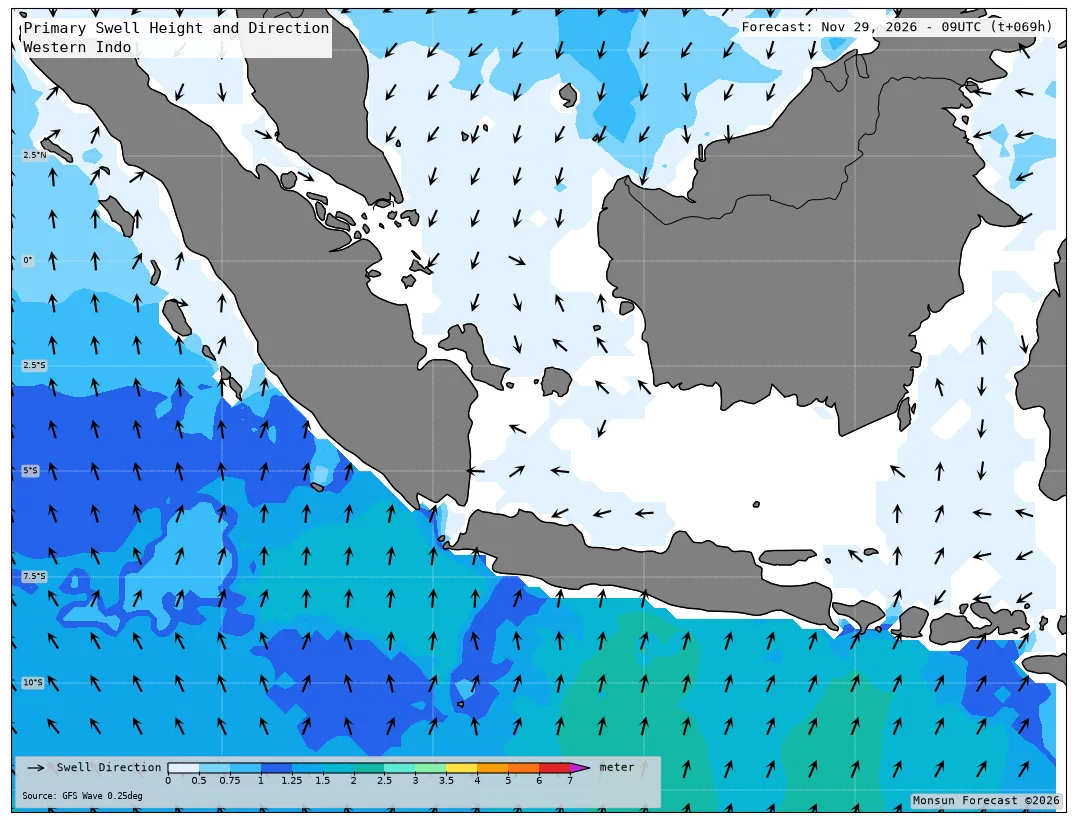 Primary Swell Height and Direction
Western Indo
Forecast: Nov 29, 2026 - 09UTC (t+069h)
2.5°N
0°
2.5°S
5°S
7.5°S
10°S
Swell Direction
0 0.5 0.75 1 1.25 1.5 2 2.5 3 3.5 4 5 6 7
meter
Source: GFS Wave 0.25deg
Monsun Forecast ©2026